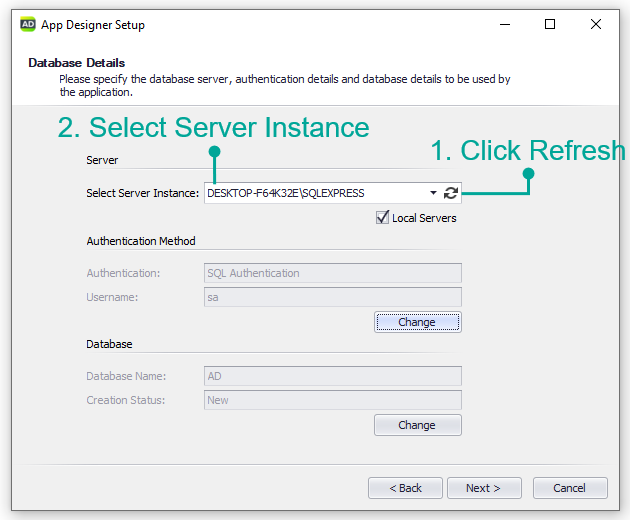 AD App Designer Setup
Database Details
Please specify the database server, authentication details and database details to be used by
the application.
2. Select Server Instance
1. Click Refresh
Server
Select Server Instance: DESKTOP-F64K32E\SQLEXPRESS
Local Servers
Authentication Method
Authentication: SQL Authentication
Username: sa
Change
Database
Database Name: AD
Creation Status: New
Change
< Back Next > Cancel